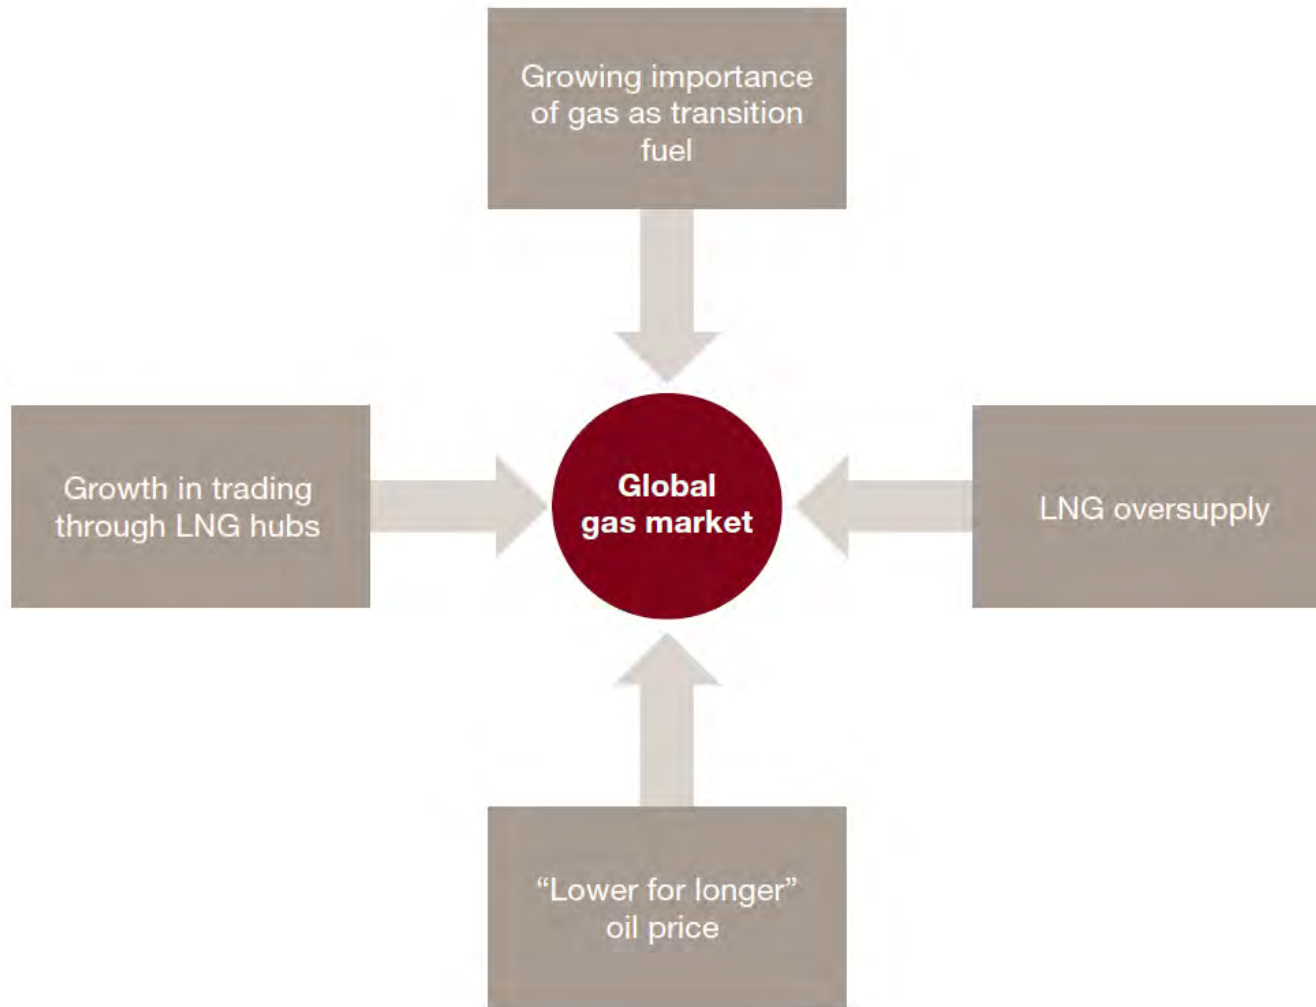 Growing importance
of gas as transition
fuel
Growth in trading
through LNG hubs
Global
gas market
LNG oversupply
“Lower for longer”
oil price